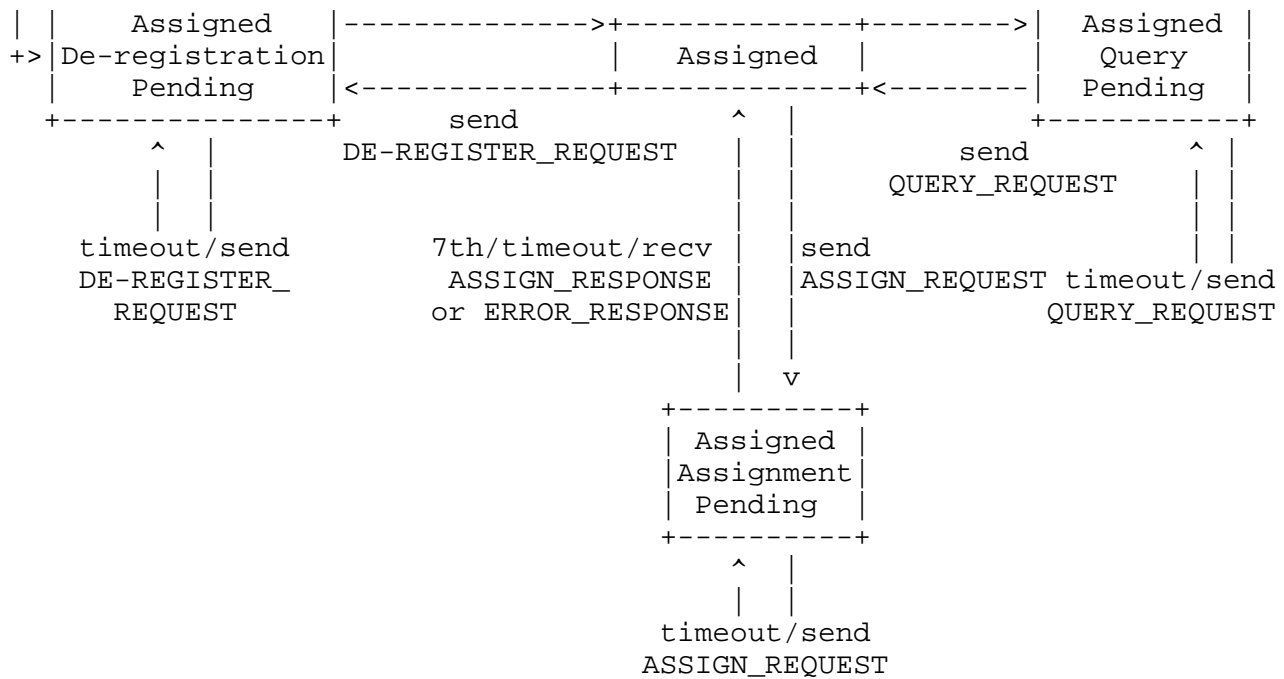 Assigned Assigned
De-registration Assigned Query
Pending Pending
send
DE-REGISTER_REQUEST send
QUERY_REQUEST
timeout/send 7th/timeout/recv send
DE-REGISTER_ ASSIGN_RESPONSE ASSIGN_REQUEST timeout/send
REQUEST or ERROR_RESPONSE QUERY_REQUEST
Assigned
Assignment
Pending
timeout/send
ASSIGN_REQUEST